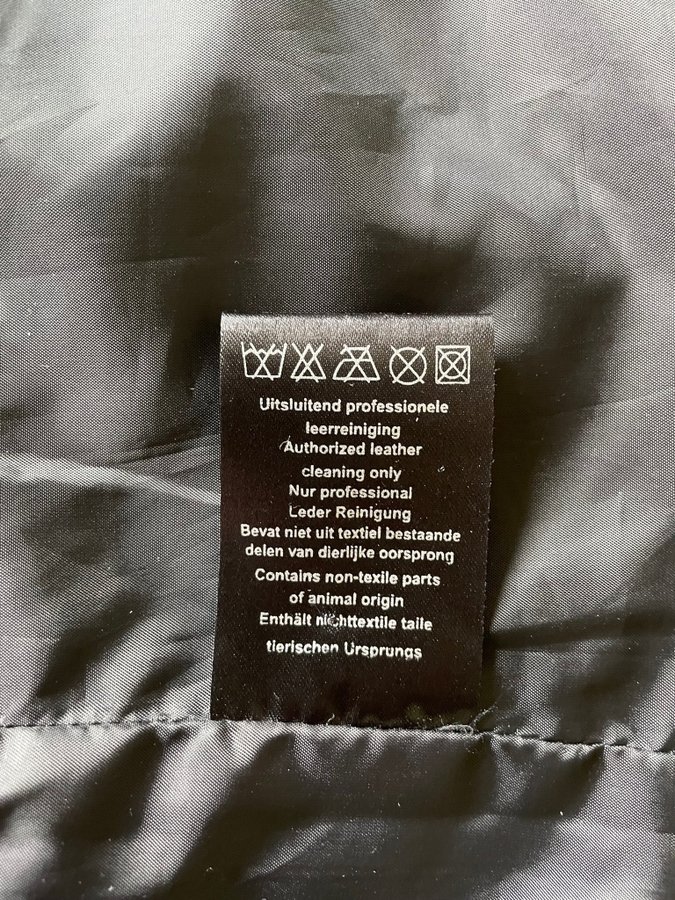 Uitsluitend professionele
leerreiniging
Authorized leather
cleaning only
Nur professional
Leder Reinigung
Bevat niet uit textiel bestaande
delen van dierlijke oorsprong
Contains non-texile parts
of animal origin
Enthält nichttextile taile
tierischen Ursprungs